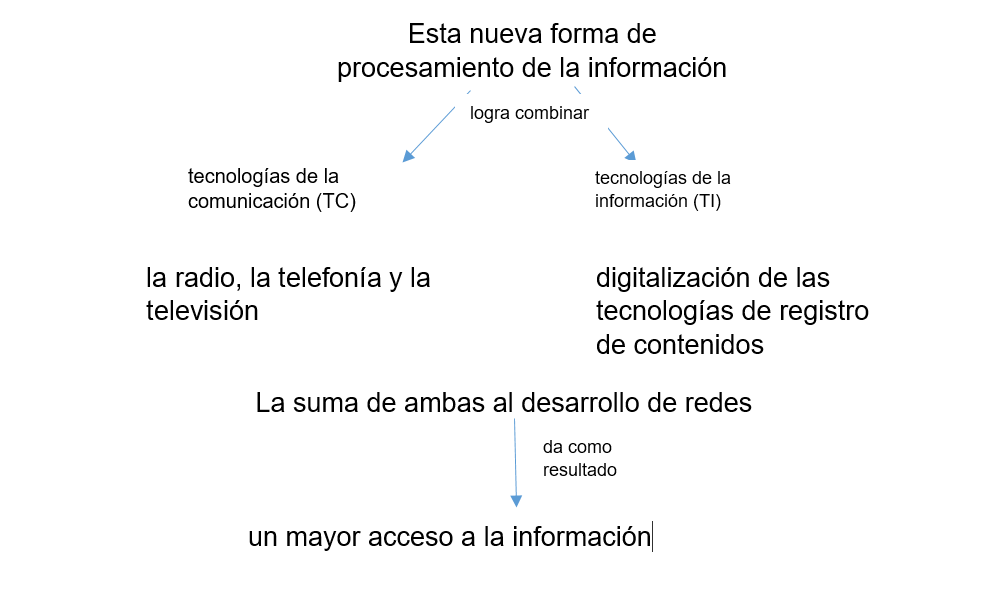 Esta nueva forma de
procesamiento de la información
logra combinar
tecnologías de la
comunicación (TC)
tecnologías de la
información (TI)
la radio, la telefonía y la
televisión
digitalización de las
tecnologías de registro
de contenidos
La suma de ambas al desarrollo de redes
da como
resultado
un mayor acceso a la información